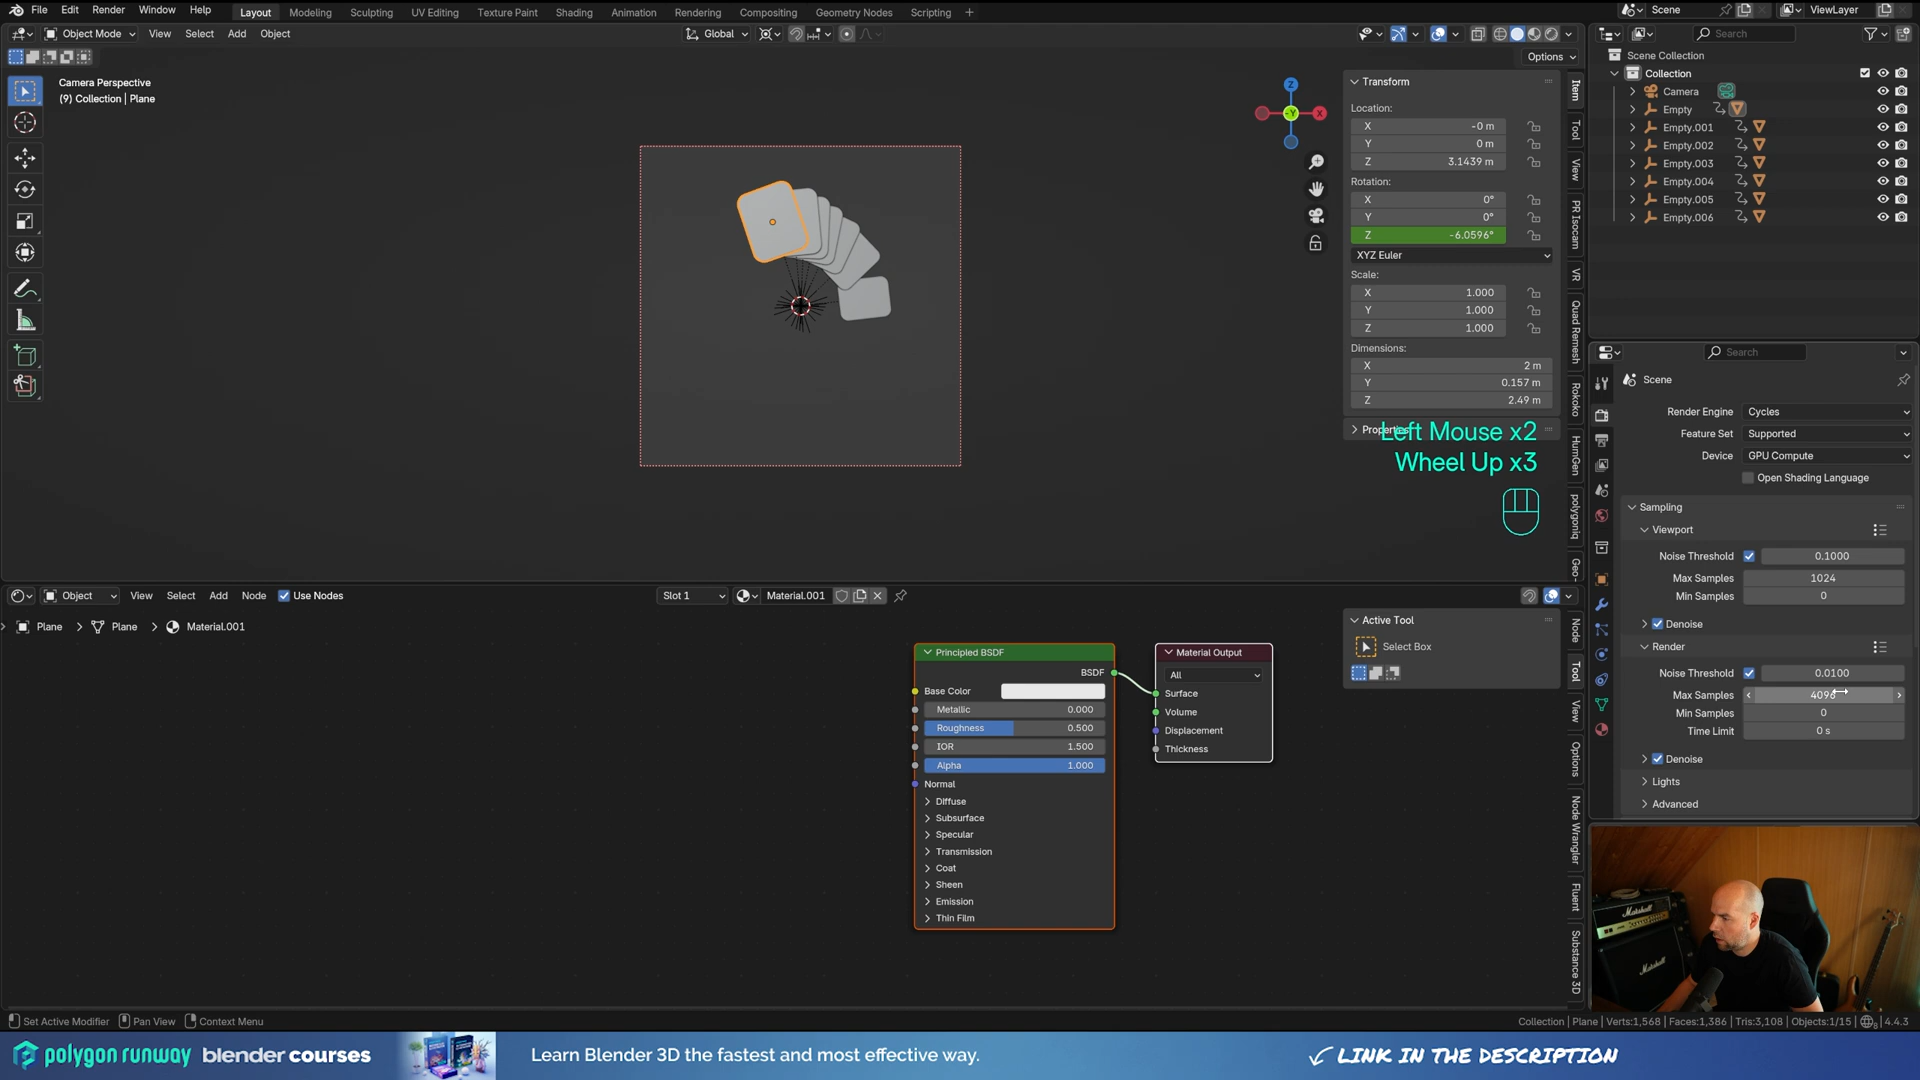 File Edit Render Window Help Layout Modeling Sculpting UV Editing Texture Paint Shading Animation Rendering Compositing Geometry Nodes Scripting + Scene ViewLayer
Object Mode View Select Add Object Global Search
Options
Camera Perspective
(9) Collection | Plane
Z
X
Y
Transform
Location:
X -0 m
Y 0 m
Z 3.1439 m
Rotation:
X 0°
Y 0°
Z -6.0596°
XYZ Euler
Scale:
X 1.000
Y 1.000
Z 1.000
Dimensions:
X 2 m
Y 0.157 m
Z 2.49 m
Left Mouse x2
Wheel Up x3
Item
Tool
View
PR Isocam
VR
Quad Remesh
Rokoko
HumGen
polygoniq
Geo-
Scene Collection
Collection
Camera
Empty
Empty.001
Empty.002
Empty.003
Empty.004
Empty.005
Empty.006
Search
Scene
Render Engine Cycles
Feature Set Supported
Device GPU Compute
Open Shading Language
Sampling
Viewport
Noise Threshold 0.1000
Max Samples 1024
Min Samples 0
Denoise
Render
Noise Threshold 0.0100
Max Samples 4096
Min Samples 0
Time Limit 0 s
Denoise
Lights
Advanced
Object View Select Add Node Use Nodes Slot 1 Material.001
Plane > Plane > Material.001
Principled BSDF
BSDF
Base Color
Metallic 0.000
Roughness 0.500
IOR 1.500
Alpha 1.000
Normal
Diffuse
Subsurface
Specular
Transmission
Coat
Sheen
Emission
Thin Film
Material Output
All
Surface
Volume
Displacement
Thickness
Active Tool
Select Box
Node
Tool
View
Options
Node Wrangler
Fluent
Substance 3D
Marshall
Marshall
Set Active Modifier Pan View Context Menu Collection | Plane | Verts:1,568 | Faces:1,386 | Tris:3,108 | Objects:1/15 | 4.4.3
polygon runway blender courses Learn Blender 3D the fastest and most effective way. LINK IN THE DESCRIPTION